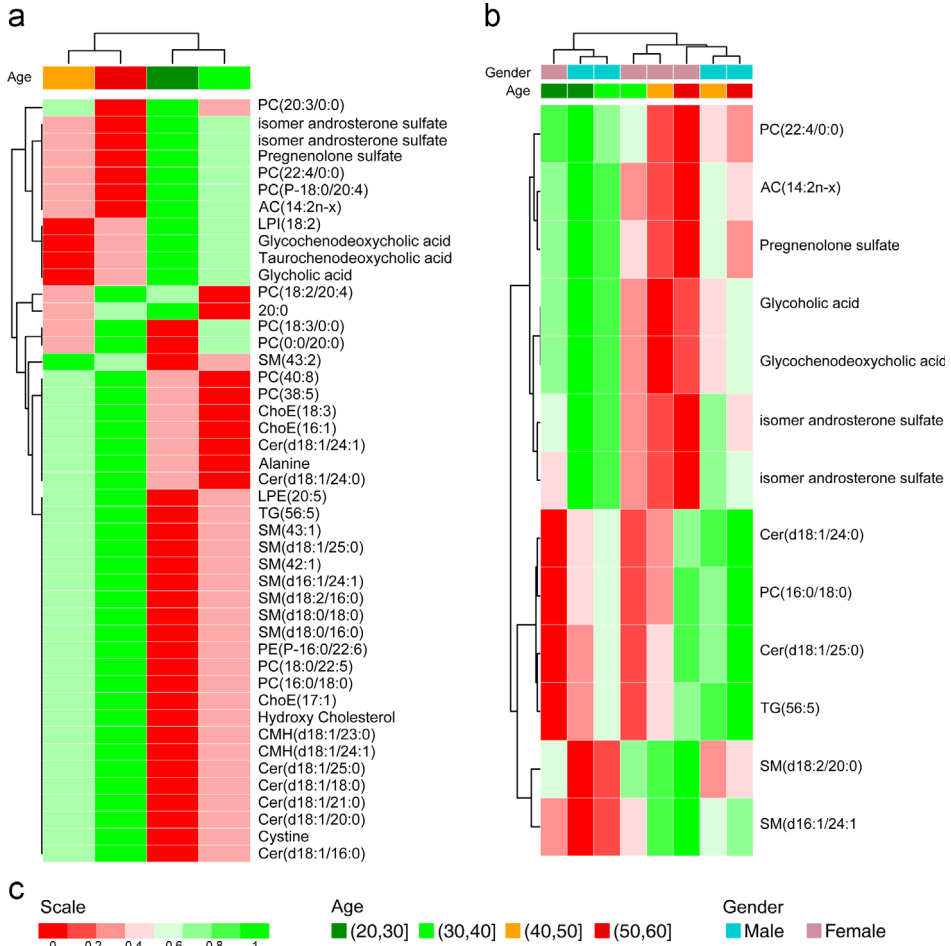 a
Age
PC(20:3/0:0)
isomer androsterone sulfate
isomer androsterone sulfate
Pregnenolone sulfate
PC(22:4/0:0)
PC(P-18:0/20:4)
AC(14:2n-x)
LPI(18:2)
Glycochenodeoxycholic acid
Taurochenodeoxycholic acid
Glycholic acid
PC(18:2/20:4)
20:0
PC(18:3/0:0)
PC(0:0/20:0)
SM(43:2)
PC(40:8)
PC(38:5)
ChoE(18:3)
ChoE(16:1)
Cer(d18:1/24:1)
Alanine
Cer(d18:1/24:0)
LPE(20:5)
TG(56:5)
SM(43:1)
SM(d18:1/25:0)
SM(42:1)
SM(d16:1/24:1)
SM(d18:2/16:0)
SM(d18:0/18:0)
SM(d18:0/16:0)
PE(P-16:0/22:6)
PC(18:0/22:5)
PC(16:0/18:0)
ChoE(17:1)
Hydroxy Cholesterol
CMH(d18:1/23:0)
CMH(d18:1/24:1)
Cer(d18:1/25:0)
Cer(d18:1/18:0)
Cer(d18:1/21:0)
Cer(d18:1/20:0)
Cystine
Cer(d18:1/16:0)
b
Gender
Age
PC(22:4/0:0)
AC(14:2n-x)
Pregnenolone sulfate
Glycoholic acid
Glycochenodeoxycholic acid
isomer androsterone sulfate
isomer androsterone sulfate
Cer(d18:1/24:0)
PC(16:0/18:0)
Cer(d18:1/25:0)
TG(56:5)
SM(d18:2/20:0)
SM(d16:1/24:1
c
Scale
0 0.2 0.4 0.6 0.8 1
Age
(20,30] (30,40] (40,50] (50,60]
Gender
Male Female